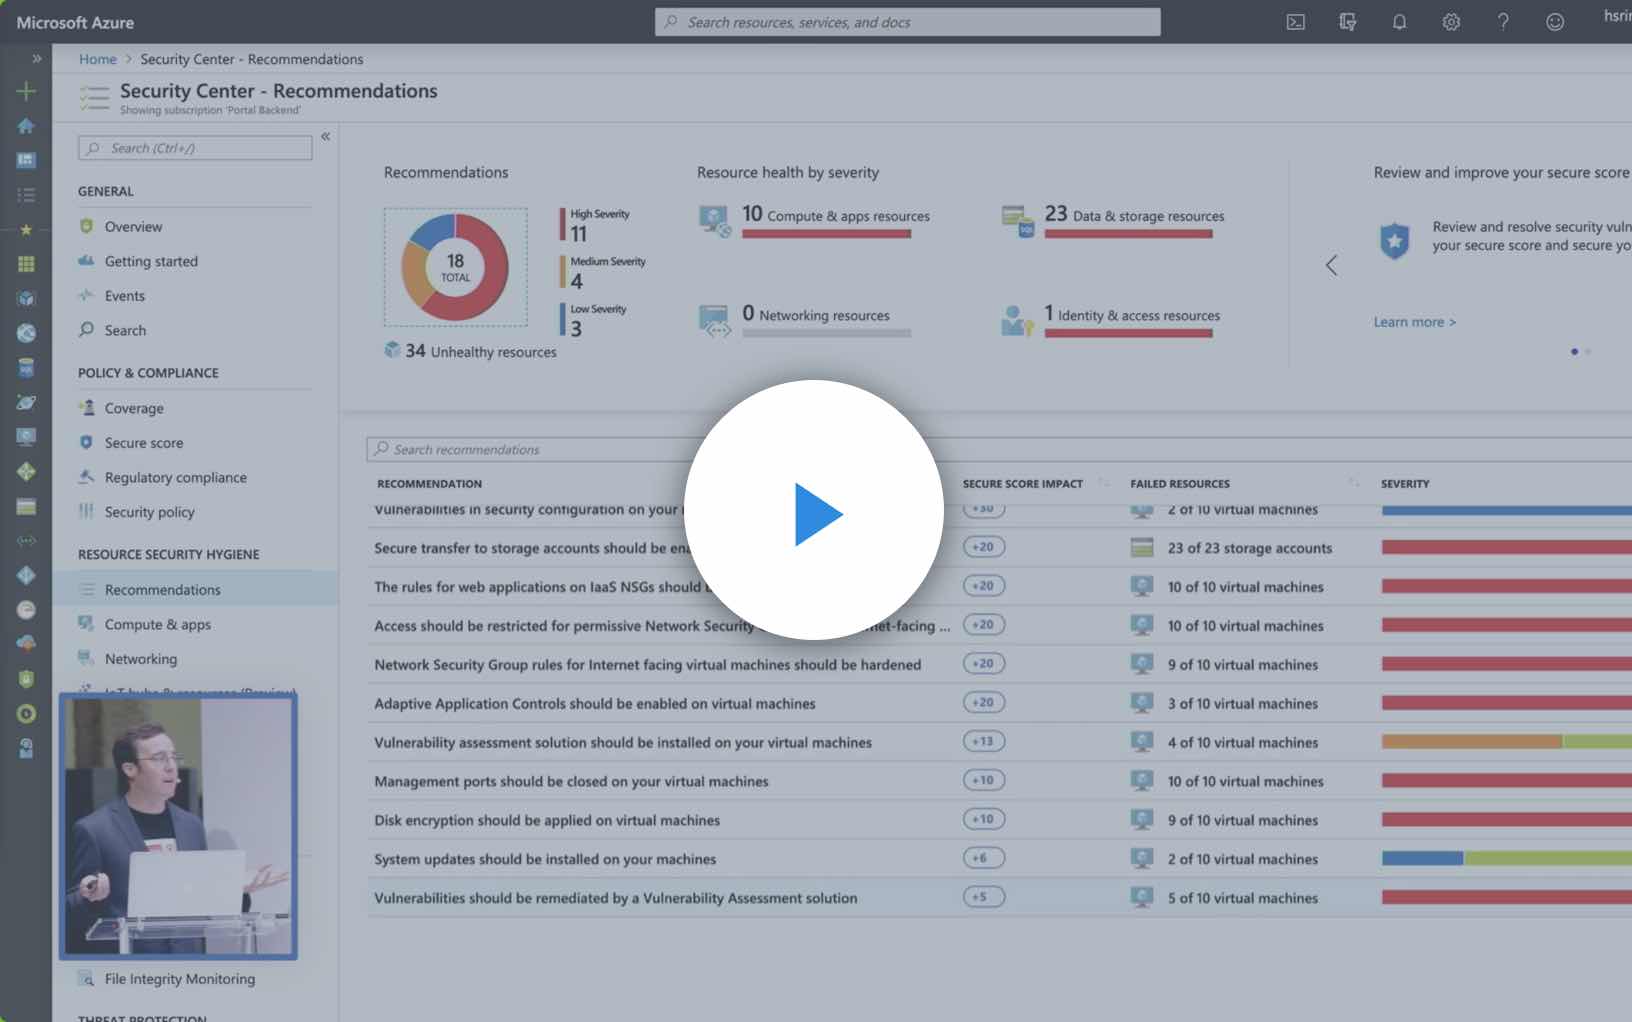 Microsoft Azure
Search resources, services, and docs
Home > Security Center - Recommendations
Security Center - Recommendations
Showing subscription 'Portal Backend'
Search (Ctrl+/)
GENERAL
Overview
Getting started
Events
Search
POLICY & COMPLIANCE
Coverage
Secure score
Regulatory compliance
Security policy
RESOURCE SECURITY HYGIENE
Recommendations
Compute & apps
Networking
IoT hubs & resources (Preview)
File Integrity Monitoring
THREAT PROTECTION
Recommendations
18
TOTAL
High Severity
11
Medium Severity
4
Low Severity
3
34 Unhealthy resources
Resource health by severity
10 Compute & apps resources
23 Data & storage resources
0 Networking resources
1 Identity & access resources
Review and improve your secure score
Review and resolve security
your secure score and secure
Learn more >
Search recommendations
RECOMMENDATION SECURE SCORE IMPACT FAILED RESOURCES SEVERITY
Vulnerabilities in security configuration on your +30 2 of 10 virtual machines
Secure transfer to storage accounts should be +20 23 of 23 storage accounts
The rules for web applications on IaaS NSGs should +20 10 of 10 virtual machines
Access should be restricted for permissive Network Security net-facing ... +20 10 of 10 virtual machines
Network Security Group rules for Internet facing virtual machines should be hardened +20 9 of 10 virtual machines
Adaptive Application Controls should be enabled on virtual machines +20 3 of 10 virtual machines
Vulnerability assessment solution should be installed on your virtual machines +13 4 of 10 virtual machines
Management ports should be closed on your virtual machines +10 10 of 10 virtual machines
Disk encryption should be applied on virtual machines +10 9 of 10 virtual machines
System updates should be installed on your machines +6 2 of 10 virtual machines
Vulnerabilities should be remediated by a Vulnerability Assessment solution +5 5 of 10 virtual machines